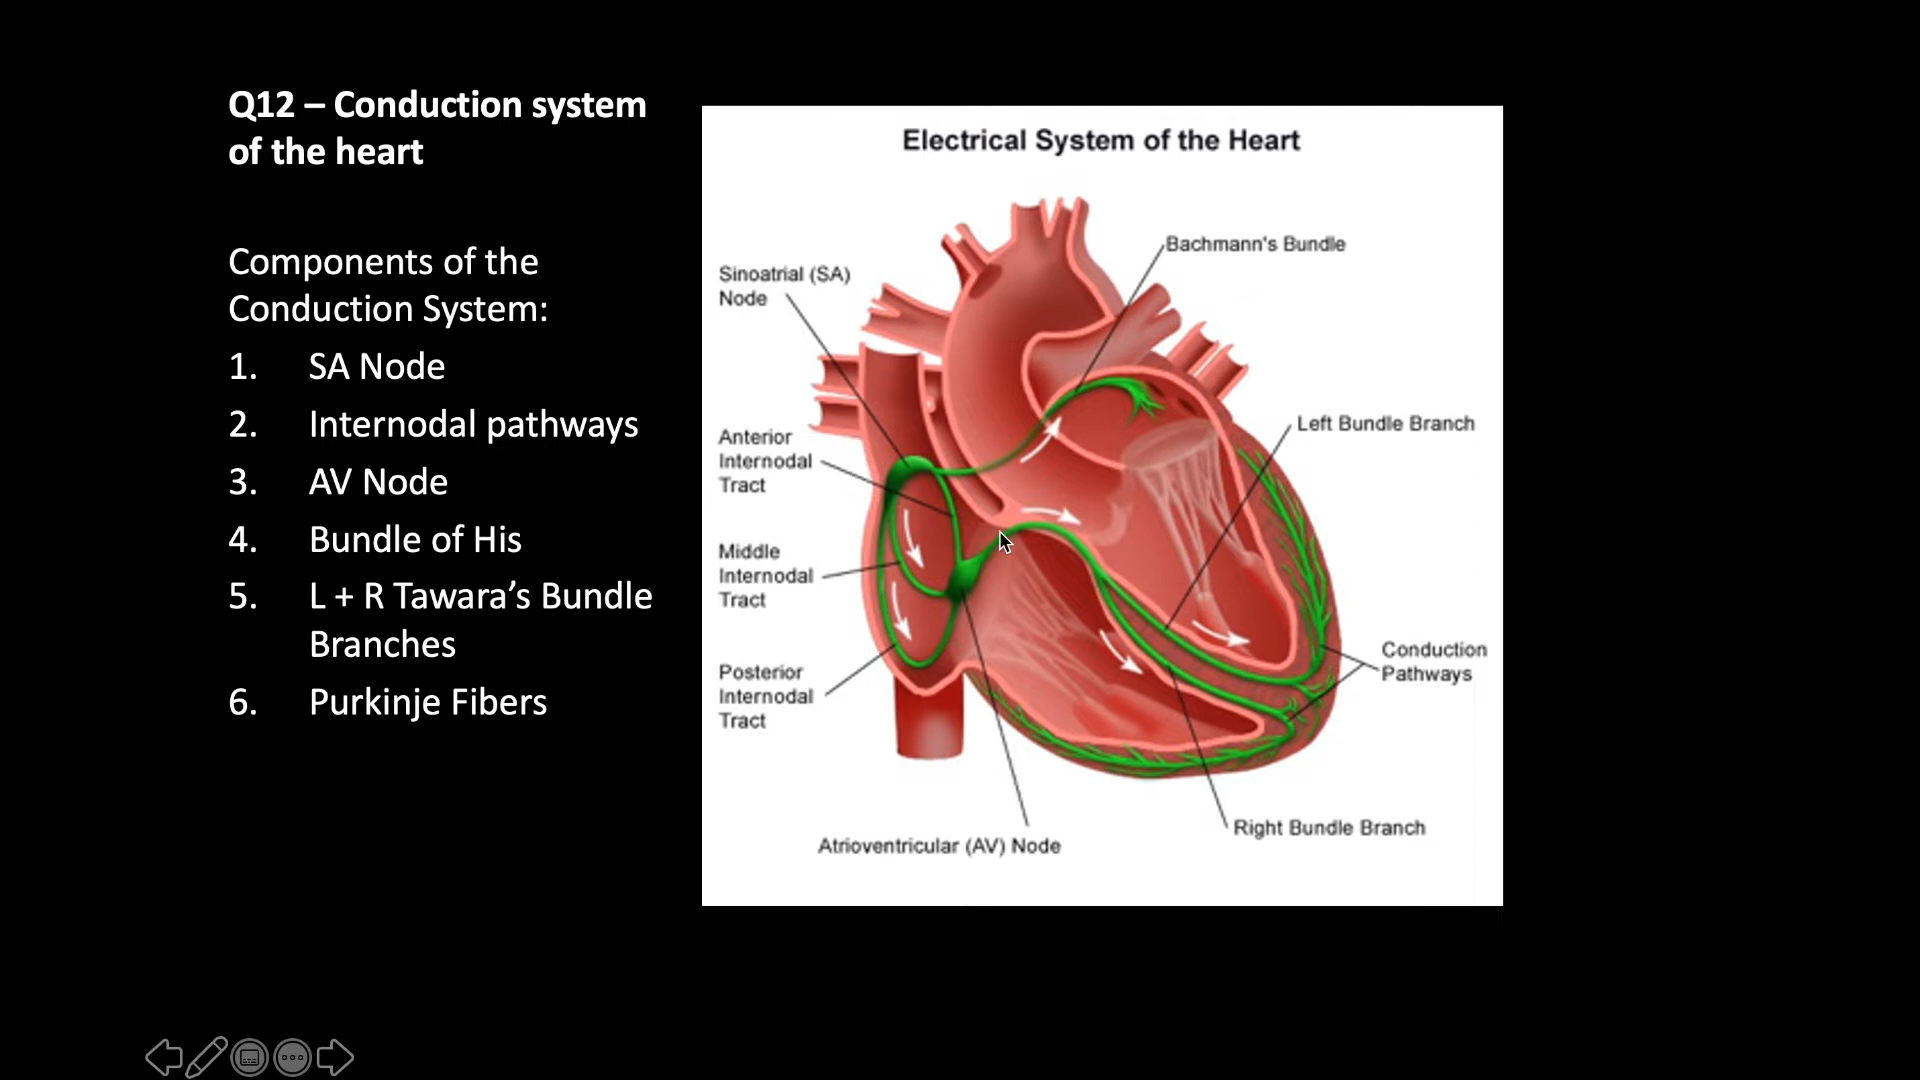 Q12 – Conduction system
of the heart
Components of the
Conduction System:
1. SA Node
2. Internodal pathways
3. AV Node
4. Bundle of His
5. L + R Tawara’s Bundle
Branches
6. Purkinje Fibers
Electrical System of the Heart
Bachmann's Bundle
Sinoatrial (SA)
Node
Left Bundle Branch
Anterior
Internodal
Tract
Middle
Internodal
Tract
Conduction
Pathways
Posterior
Internodal
Tract
Right Bundle Branch
Atrioventricular (AV) Node